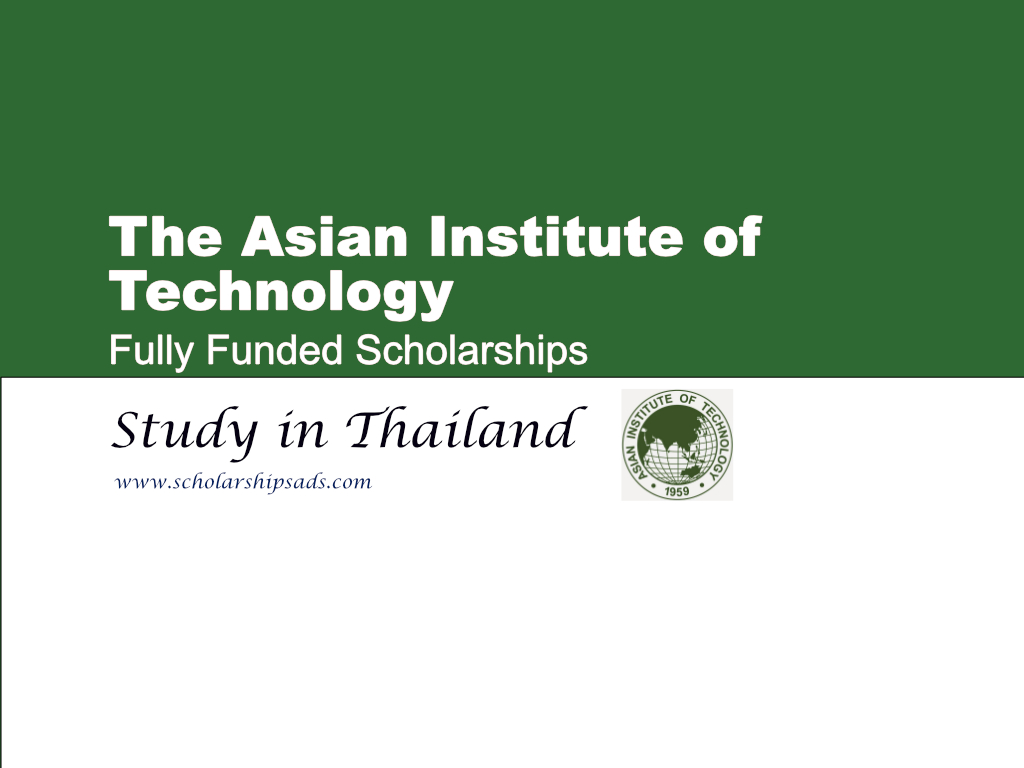 The Asian Institute of
Technology
Fully Funded Scholarships
Study in Thailand
www.scholarshipsads.com
ASIAN INSTITUTE OF TECHNOLOGY
• 1959 •